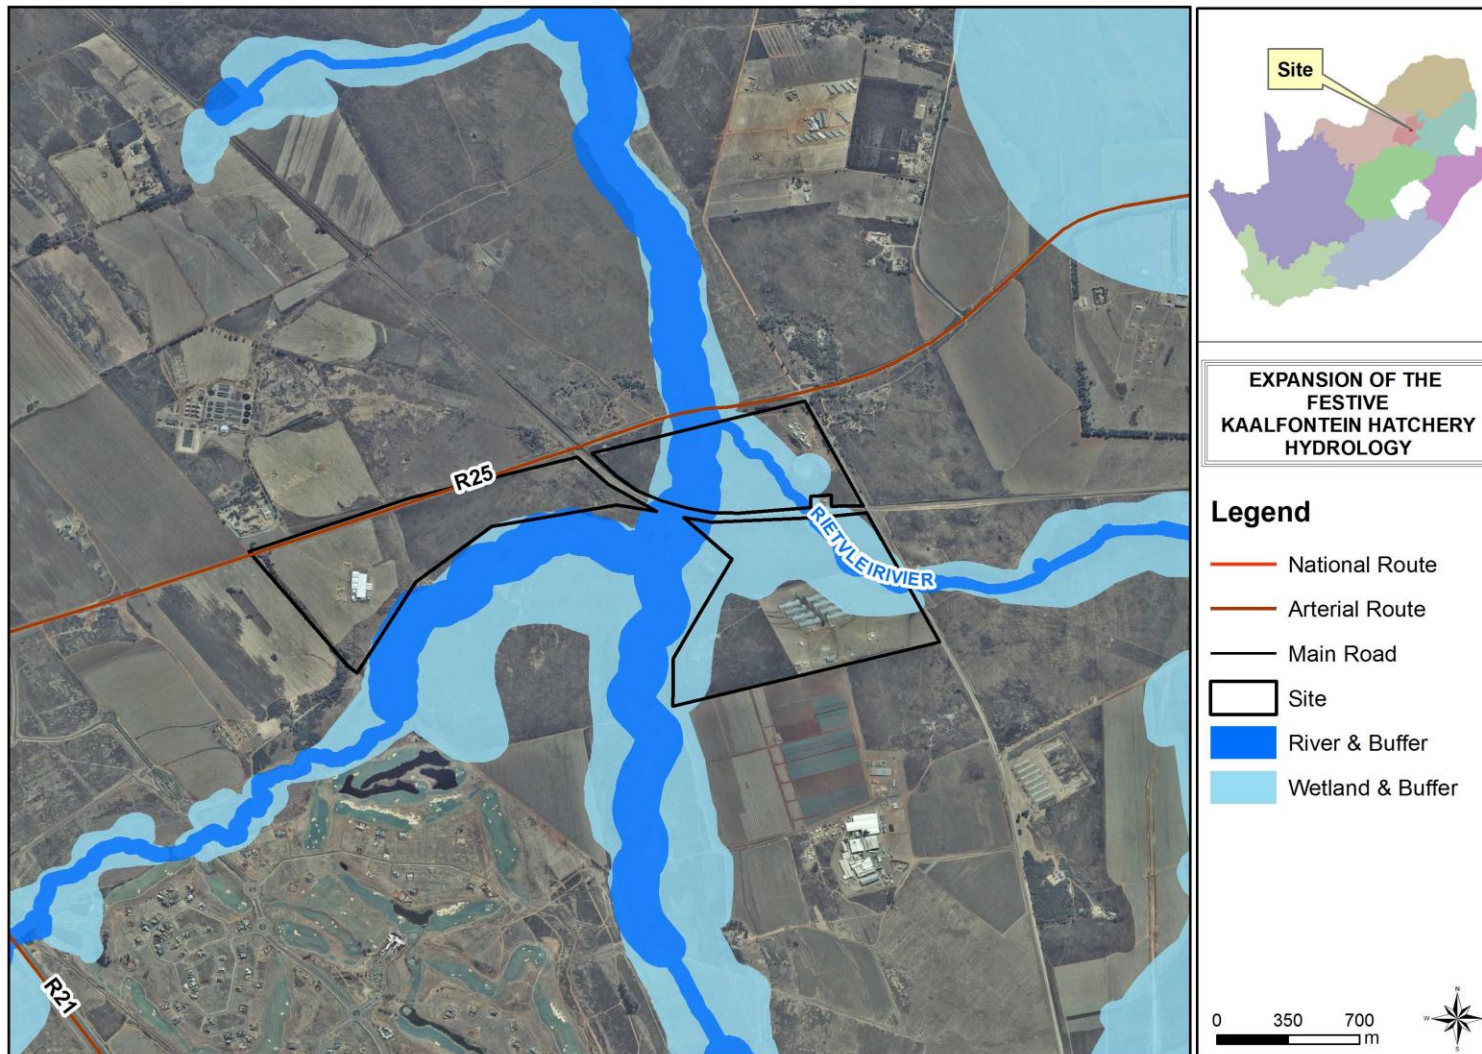 R25
RIETVLEIRIVIER
R21
Site
EXPANSION OF THE
FESTIVE
KAALFONTEIN HATCHERY
HYDROLOGY
Legend
National Route
Arterial Route
Main Road
Site
River & Buffer
Wetland & Buffer
0 350 700
m
N
W E
S